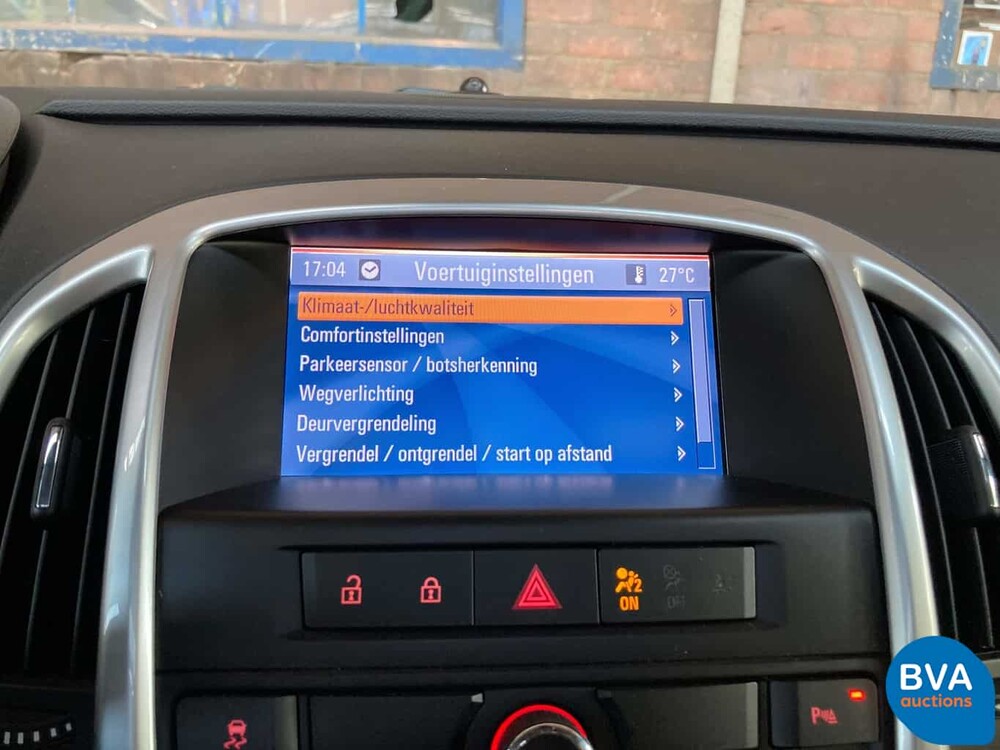 17:04 Voertuiginstellingen 27°C
Klimaat-/luchtkwaliteit
Comfortinstellingen
Parkeersensor / botsherkenning
Wegverlichting
Deurvergrendeling
Vergrendel / ontgrendel / start op afstand
2
ON OFF
P
BVA
auctions